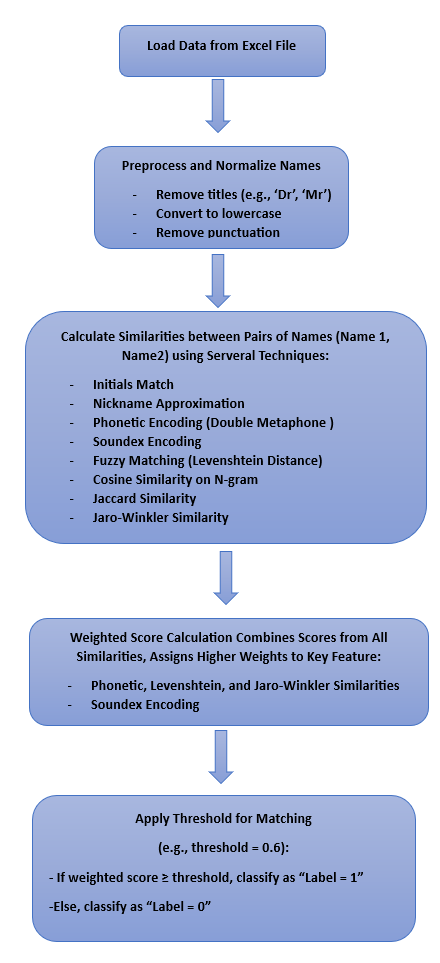 Load Data from Excel File
Preprocess and Normalize Names
- Remove titles (e.g., ‘Dr’, ‘Mr’)
- Convert to lowercase
- Remove punctuation
Calculate Similarities between Pairs of Names (Name 1,
Name2) using Serveral Techniques:
- Initials Match
- Nickname Approximation
- Phonetic Encoding (Double Metaphone )
- Soundex Encoding
- Fuzzy Matching (Levenshtein Distance)
- Cosine Similarity on N-gram
- Jaccard Similarity
- Jaro-Winkler Similarity
Weighted Score Calculation Combines Scores from All
Similarities, Assigns Higher Weights to Key Feature:
- Phonetic, Levenshtein, and Jaro-Winkler Similarities
- Soundex Encoding
Apply Threshold for Matching
(e.g., threshold = 0.6):
- If weighted score ≥ threshold, classify as “Label = 1”
-Else, classify as “Label = 0”